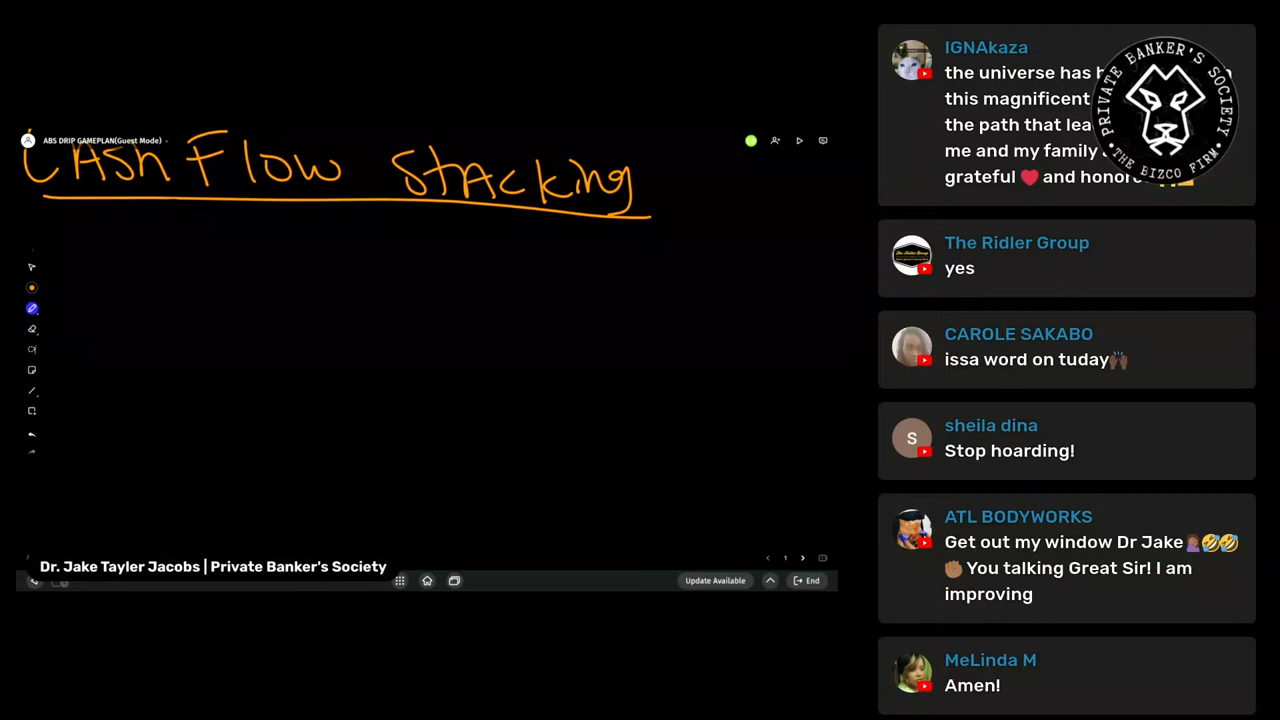 ABS DRIP GAMEPLAN(Guest Mode)
CAsh Flow stAcking
Dr. Jake Tayler Jacobs | Private Banker's Society
1
Update Available
End
IGNAkaza
the universe has
this magnificent
the path that
me and my family
grateful ❤️ and
PRIVATE BANKER'S SOCIETY
• THE BIZCO FIRM •
The Ridler Group
yes
CAROLE SAKABO
issa word on tuday🙌🏾
S
sheila dina
Stop hoarding!
ATL BODYWORKS
Get out my window Dr Jake🤦🏽‍♀️🤣🤣
✊🏽 You talking Great Sir! I am
improving
MeLinda M
Amen!